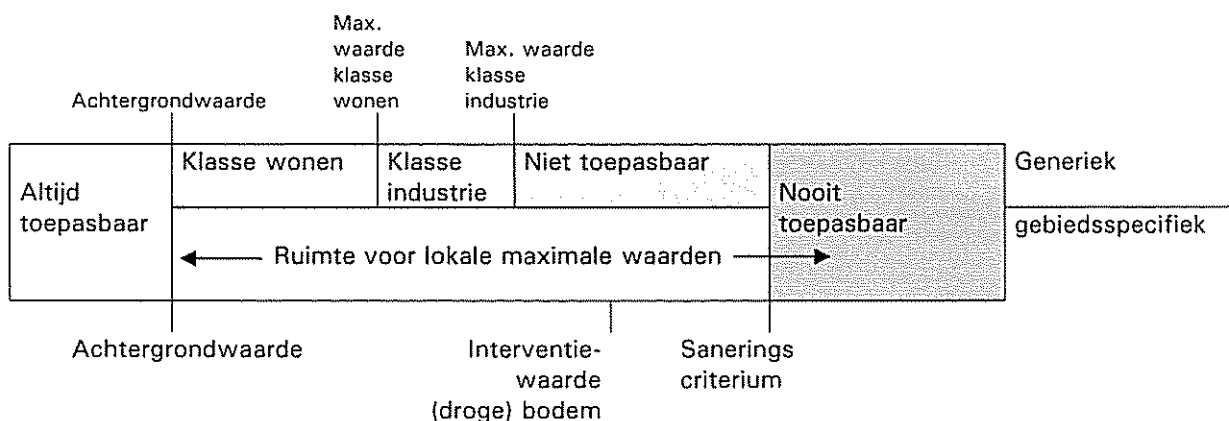 Max.
waarde
klasse
wonen
Max. waarde
klasse
industrie
Achtergrondwaarde
Altijd
toepasbaar
Klasse wonen
Klasse
industrie
Niet toepasbaar
Nooit
toepasbaar
Generiek
gebiedsspecifiek
Ruimte voor lokale maximale waarden
Achtergrondwaarde
Interventie-
waarde
(droge) bodem
Sanerings
criterium